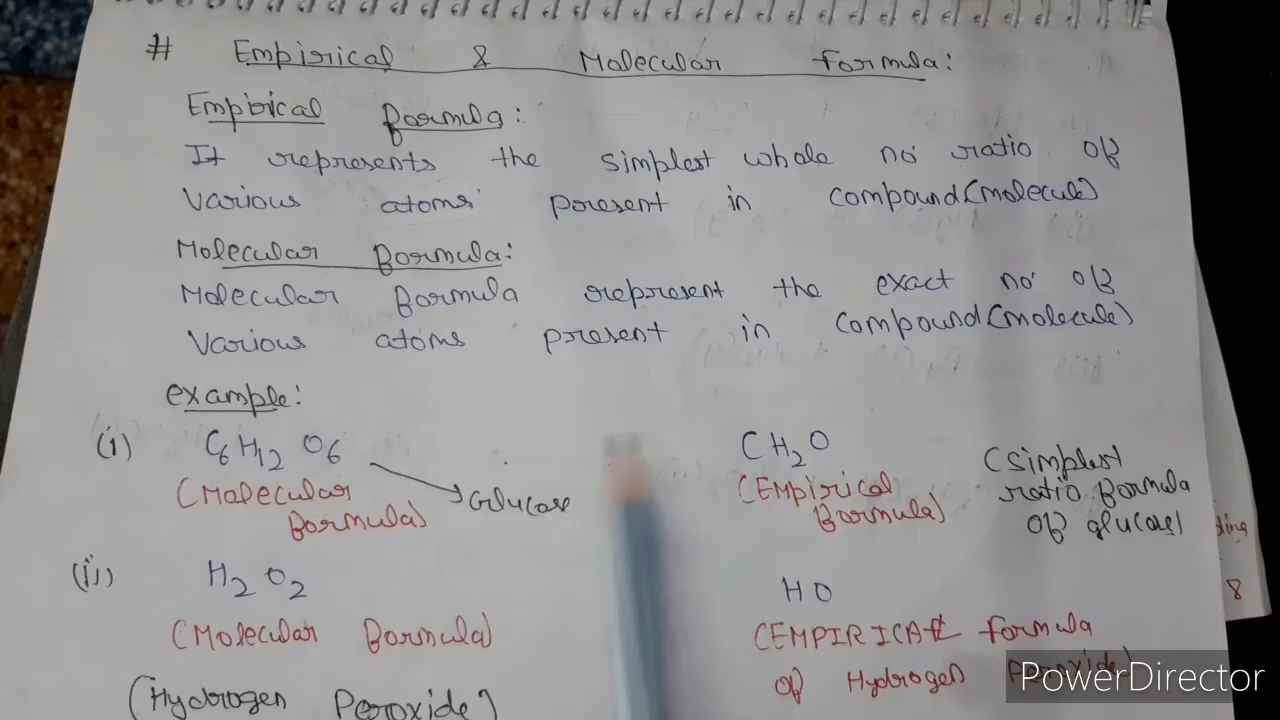 # Empirical & Molecular formula:
Empirical formula:
It represents the simplest whole no ratio of
various atoms present in compound(molecule)
Molecular formula:
Molecular formula represent the exact no of
various atoms present in compound(molecule)
example:
(i) C6H12O6 CH2O
(Molecular formula) Glucose
(Empirical formula)
(simplest ratio formula of glucose)
(ii) H2O2 HO
(Molecular formula) (EMPIRICAL formula
of Hydrogen peroxide)
(Hydrogen Peroxide)
ding
8
PowerDirector